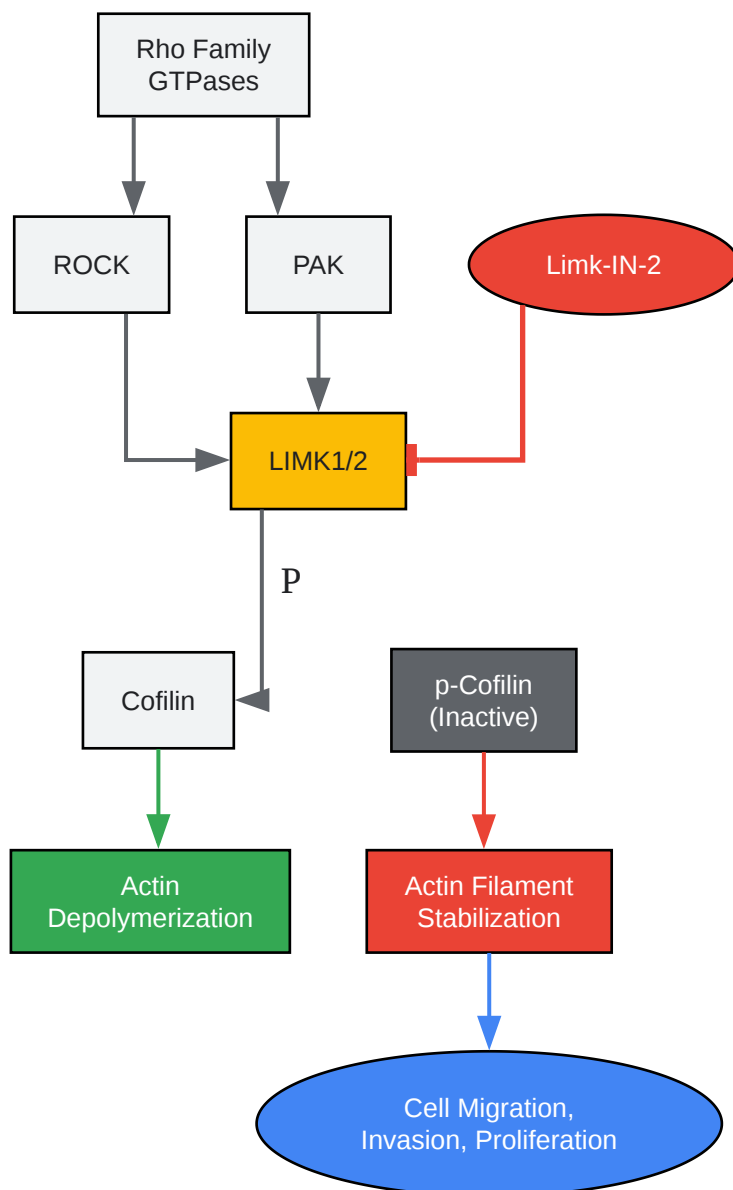 Rho Family
GTPases
ROCK
PAK
Limk-IN-2
LIMK1/2
P
Cofilin
p-Cofilin
(Inactive)
Actin
Depolymerization
Actin Filament
Stabilization
Cell Migration,
Invasion, Proliferation